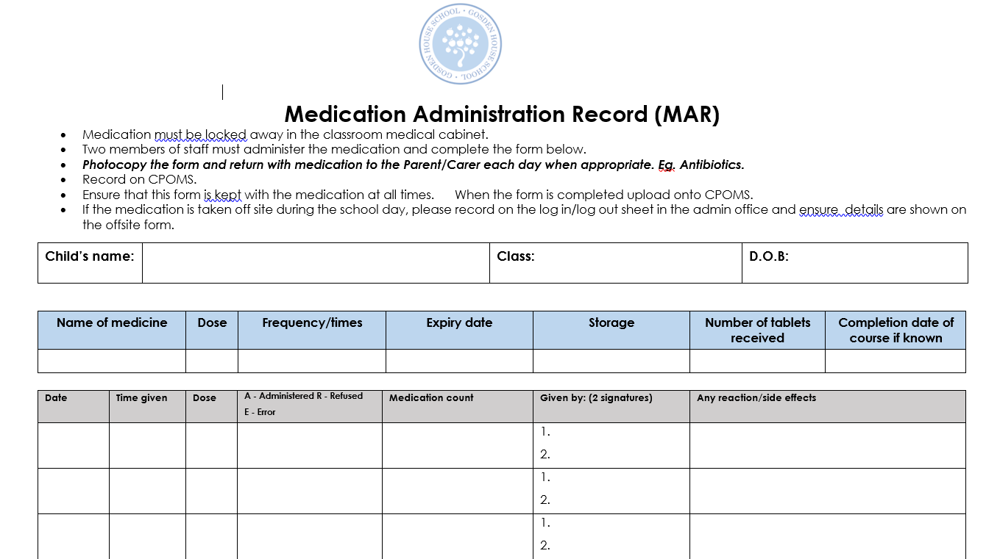 GOSDEN HOUSE SCHOOL · GOSDEN HOUSE SCHOOL ·
Medication Administration Record (MAR)
• Medication must be locked away in the classroom medical cabinet.
• Two members of staff must administer the medication and complete the form below.
• Photocopy the form and return with medication to the Parent/Carer each day when appropriate. Eg. Antibiotics.
• Record on CPOMS.
• Ensure that this form is kept with the medication at all times. When the form is completed upload onto CPOMS.
• If the medication is taken off site during the school day, please record on the log in/log out sheet in the admin office and ensure details are shown on
the offsite form.
Child's name: Class: D.O.B:
Name of medicine Dose Frequency/times Expiry date Storage Number of tablets Completion date of
received course if known
Date Time given Dose A - Administered R - Refused Medication count Given by: (2 signatures) Any reaction/side effects
E - Error
1.
2.
1.
2.
1.
2.